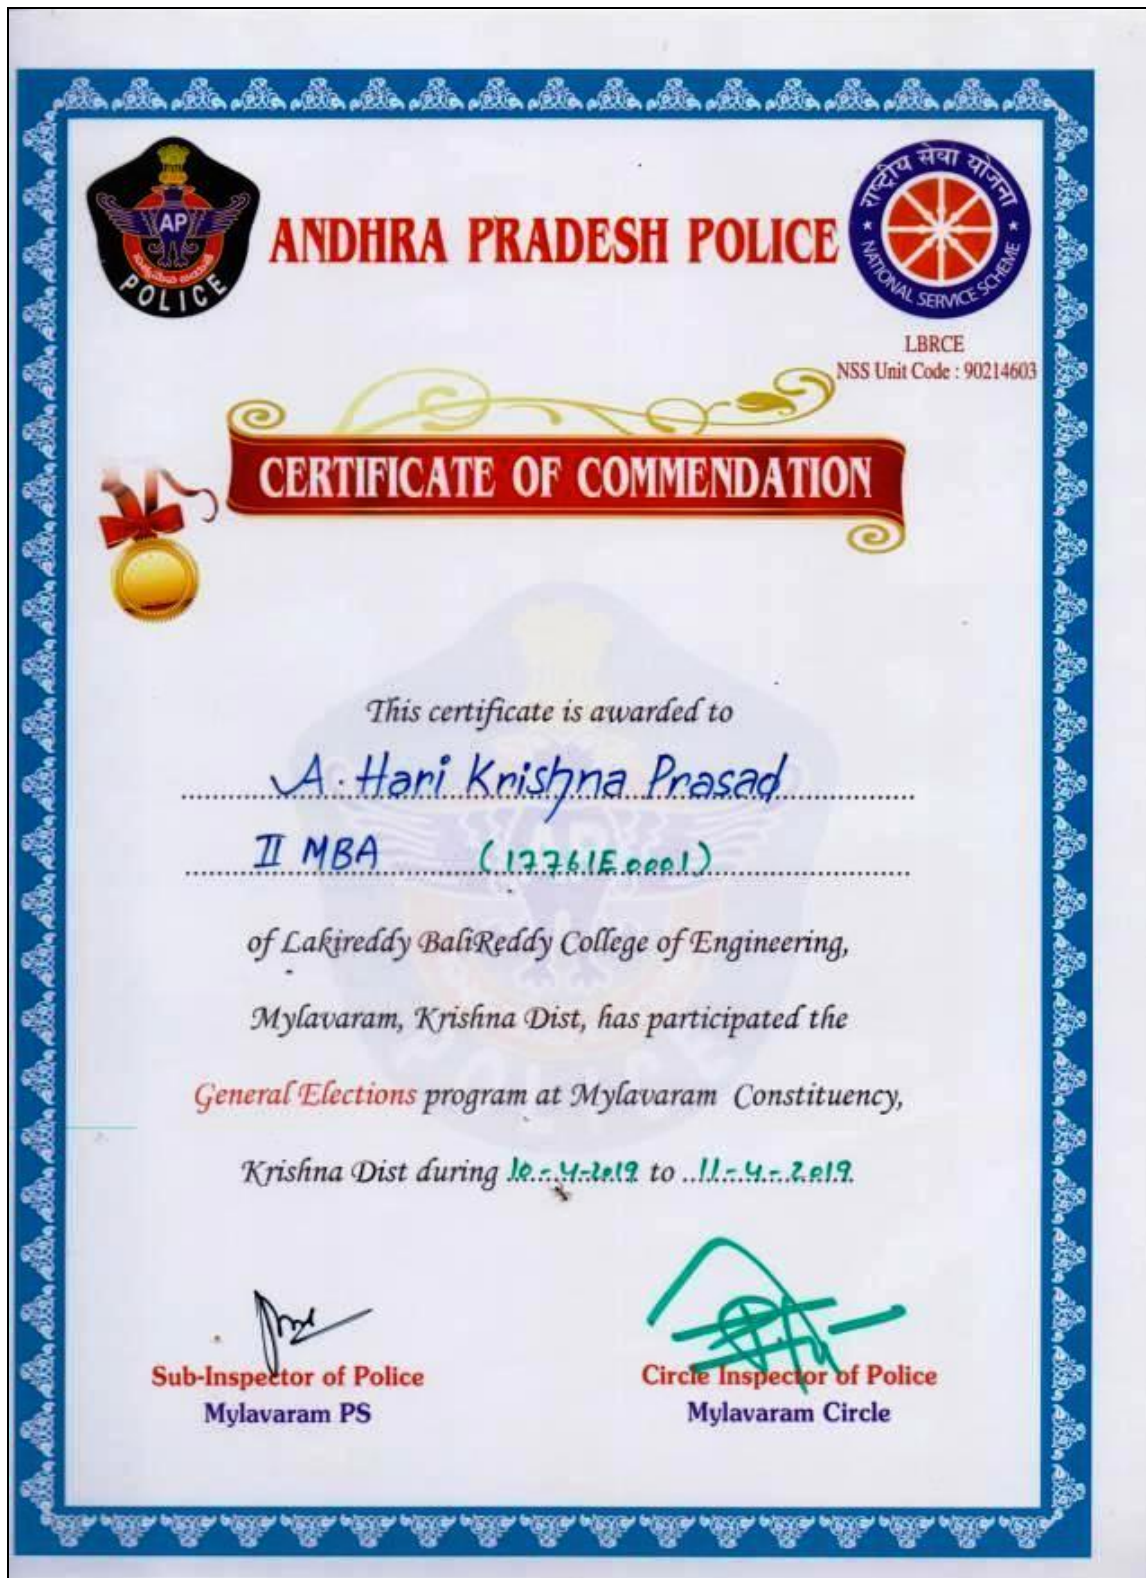 ANDHRA PRADESH POLICE
AP
POLICE
राष्ट्रीय सेवा योजना
NATIONAL SERVICE SCHEME
LBRCE
NSS Unit Code : 90214603
CERTIFICATE OF COMMENDATION
This certificate is awarded to
A. Hari Krishna Prasad
II MBA (17761E0001)
of Lakireddy BaliReddy College of Engineering,
Mylavaram, Krishna Dist, has participated the
General Elections program at Mylavaram Constituency,
Krishna Dist during 10-4-2019 to 11-4-2019
Sub-Inspector of Police
Mylavaram PS
Circle Inspector of Police
Mylavaram Circle